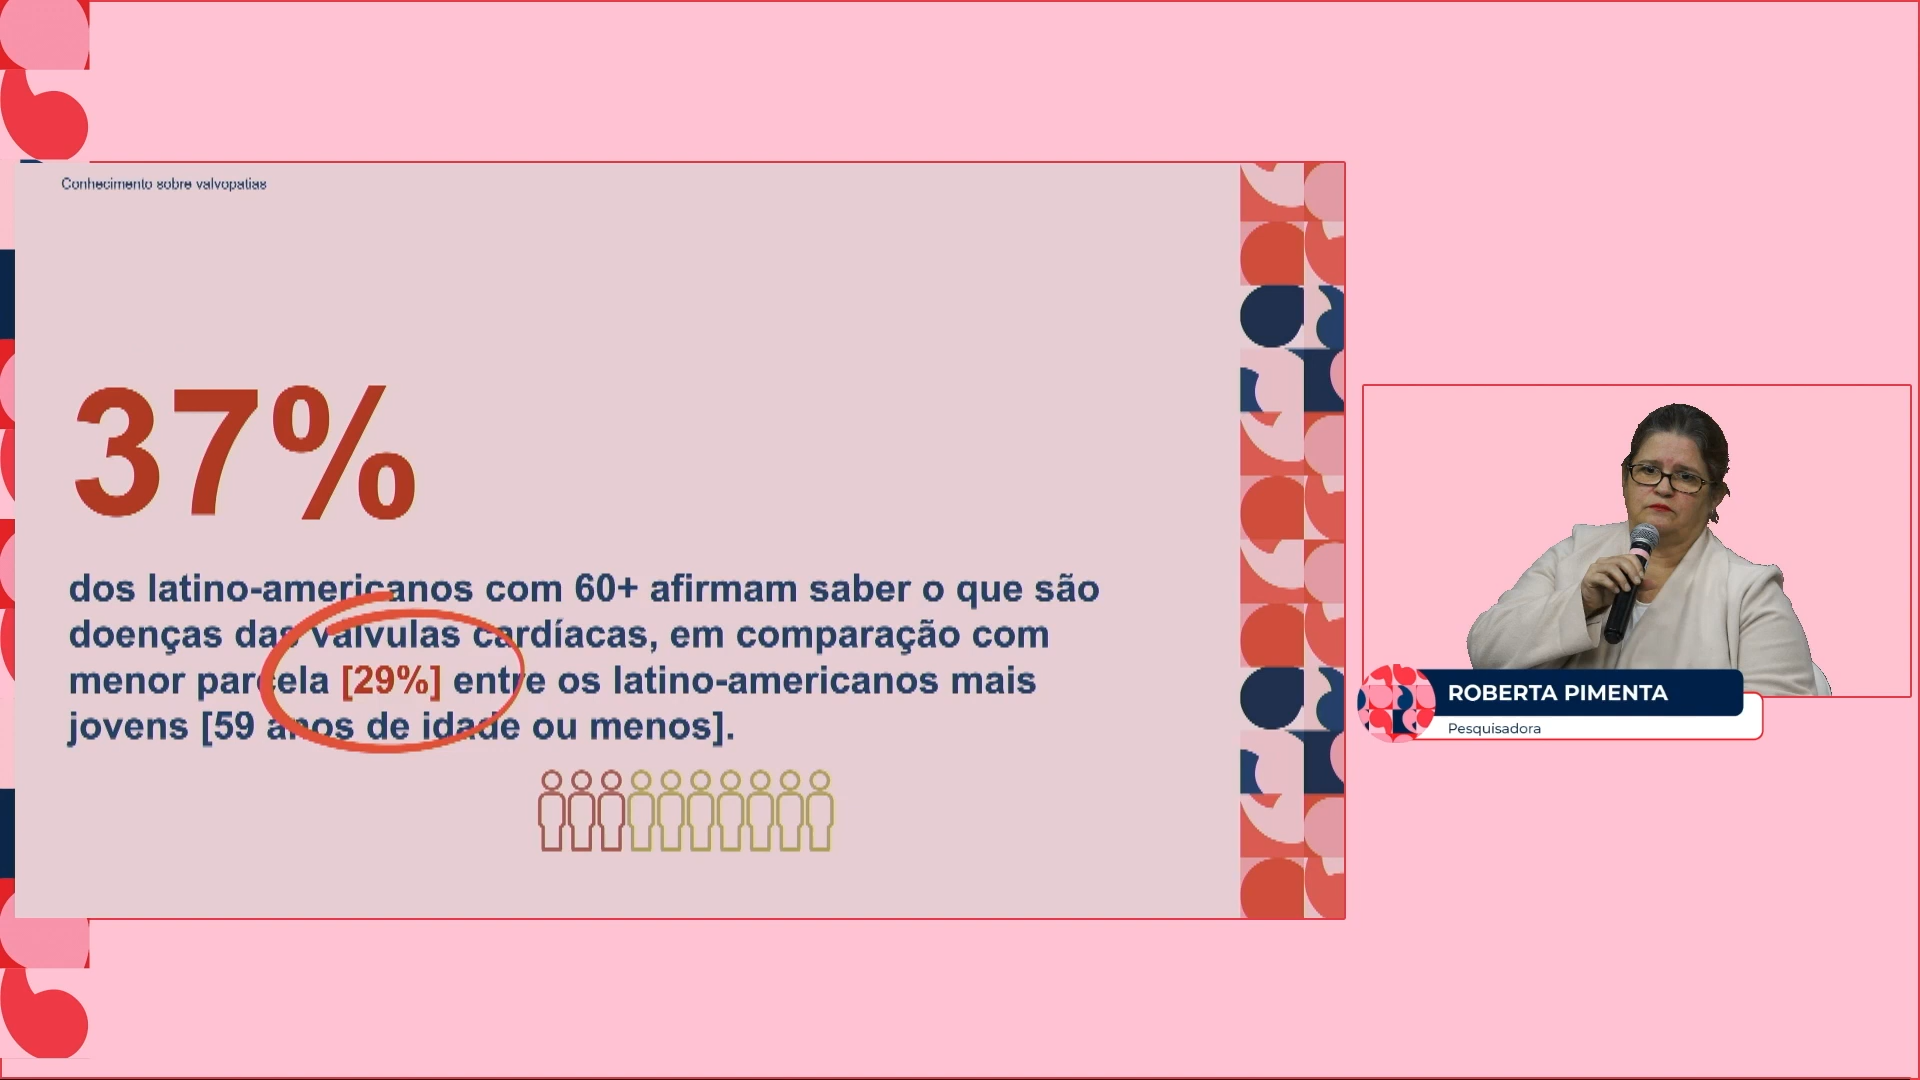 Conhecimento sobre valvopatias
37%
dos latino-americanos com 60+ afirmam saber o que são
doenças das válvulas cardíacas, em comparação com
menor parcela [29%] entre os latino-americanos mais
jovens [59 anos de idade ou menos].
ROBERTA PIMENTA
Pesquisadora